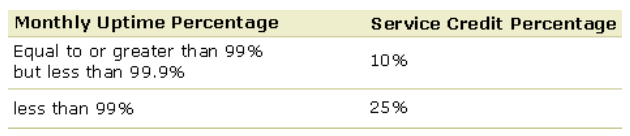 Monthly Uptime Percentage Service Credit Percentage
Equal to or greater than 99%
but less than 99.9% 10%
less than 99% 25%